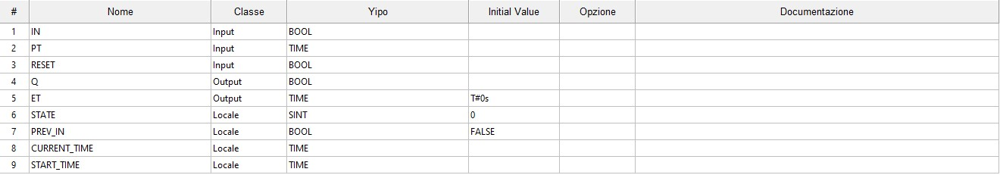 # Nome Classe Yipo Initial Value Opzione Documentazione
1 IN Input BOOL
2 PT Input TIME
3 RESET Input BOOL
4 Q Output BOOL
5 ET Output TIME T#0s
6 STATE Locale SINT 0
7 PREV_IN Locale BOOL FALSE
8 CURRENT_TIME Locale TIME
9 START_TIME Locale TIME